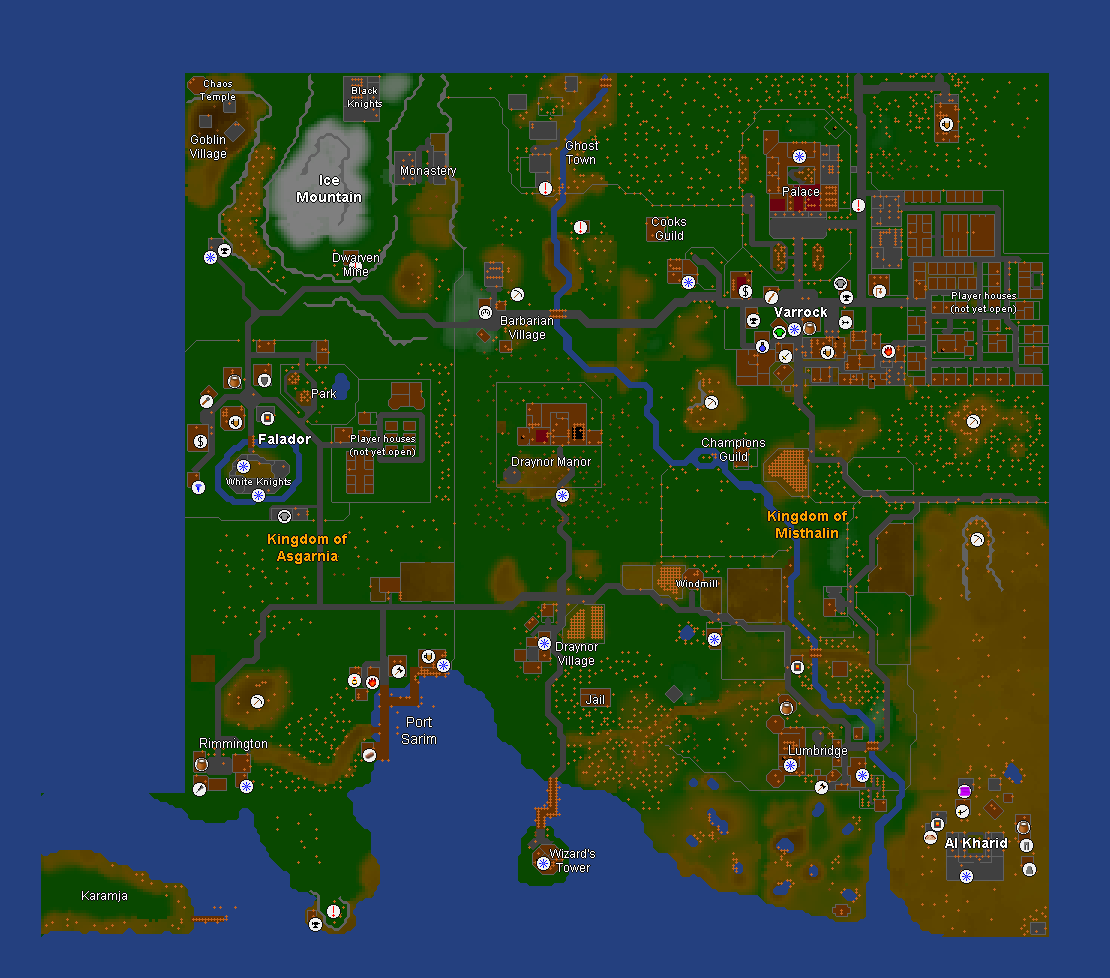 Chaos
Temple
Black
Knights
Goblin
Village
Ghost
Town
Monastery
Ice
Mountain
Palace
Cooks
Guild
Dwarven
Mine
Player houses
(not yet open)
Varrock
Barbarian
Village
Park
Falador
Player houses
(not yet open)
Champions
Guild
Draynor Manor
White Knights
Kingdom of
Misthalin
Kingdom of
Asgarnia
Windmill
Draynor
Village
Jail
Port
Sarim
Rimmington
Lumbridge
Al Kharid
Wizard's
Tower
Karamja